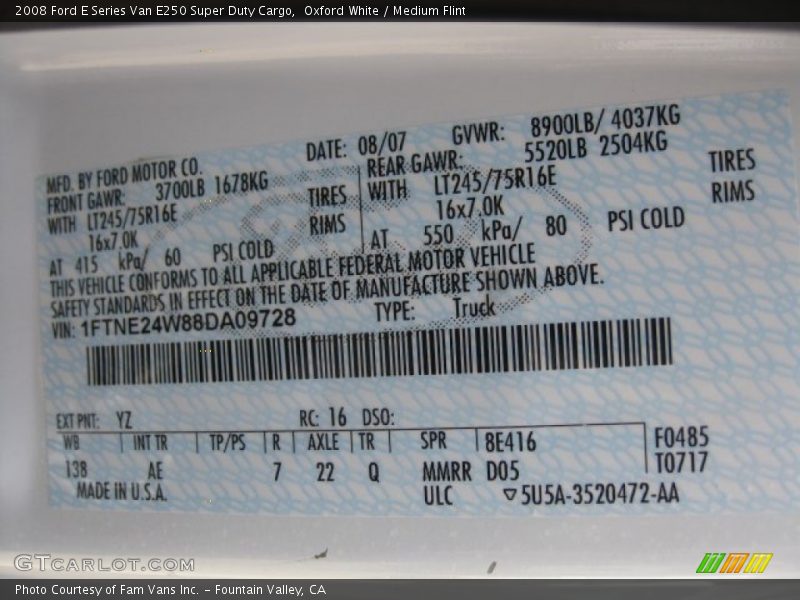 2008 Ford E Series Van E250 Super Duty Cargo,  Oxford White / Medium Flint
MFD. BY FORD MOTOR CO. DATE: 08/07 GVWR: 8900LB/ 4037KG
FRONT GAWR: 3700LB 1678KG REAR GAWR: 5520LB 2504KG
WITH LT245/75R16E TIRES WITH LT245/75R16E TIRES
16x7.0K RIMS 16x7.0K RIMS
AT 415 kPa/ 60 PSI COLD AT 550 kPa/ 80 PSI COLD
THIS VEHICLE CONFORMS TO ALL APPLICABLE FEDERAL MOTOR VEHICLE
SAFETY STANDARDS IN EFFECT ON THE DATE OF MANUFACTURE SHOWN ABOVE.
VIN: 1FTNE24W88DA09728 TYPE: Truck
EXT PNT: YZ RC: 16 DSO:
WB INT TR TP/PS R AXLE TR SPR 8E416 F0485
138 AE 7 22 Q MMRR D05 T0717
MADE IN U.S.A. ULC ▽5U5A-3520472-AA
GTCARLOT.COM
Photo Courtesy of Fam Vans Inc. – Fountain Valley, CA